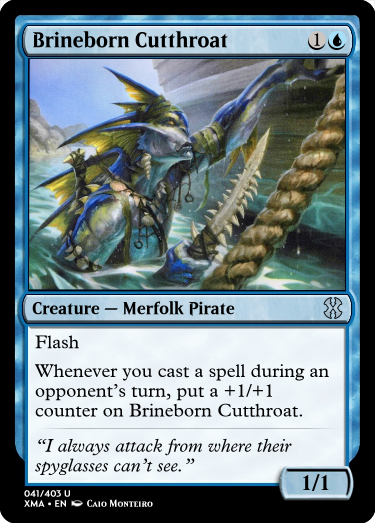 Brineborn Cutthroat 1
Creature — Merfolk Pirate
Flash
Whenever you cast a spell during an
opponent's turn, put a +1/+1
counter on Brineborn Cutthroat.
“I always attack from where their
spyglasses can't see.”
1/1
041/403 U
XMA • EN Caio Monteiro